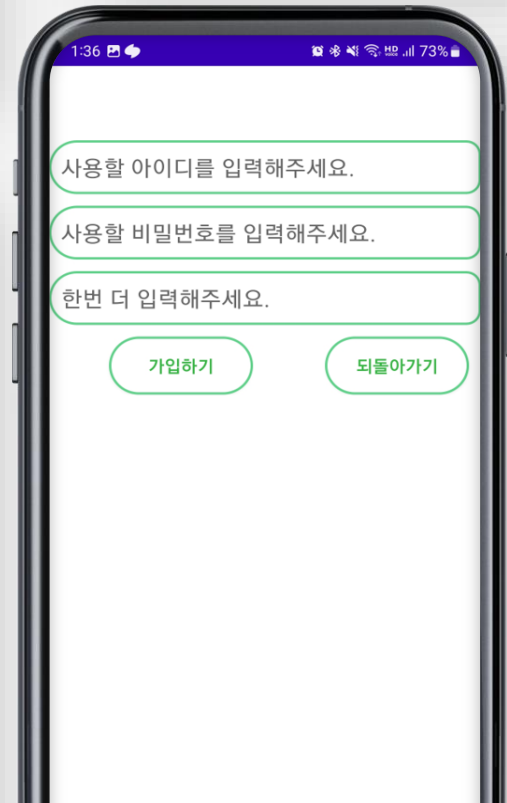 1:36 HD VOICE 73%
사용할 아이디를 입력해주세요.
사용할 비밀번호를 입력해주세요.
한번 더 입력해주세요.
가입하기 되돌아가기